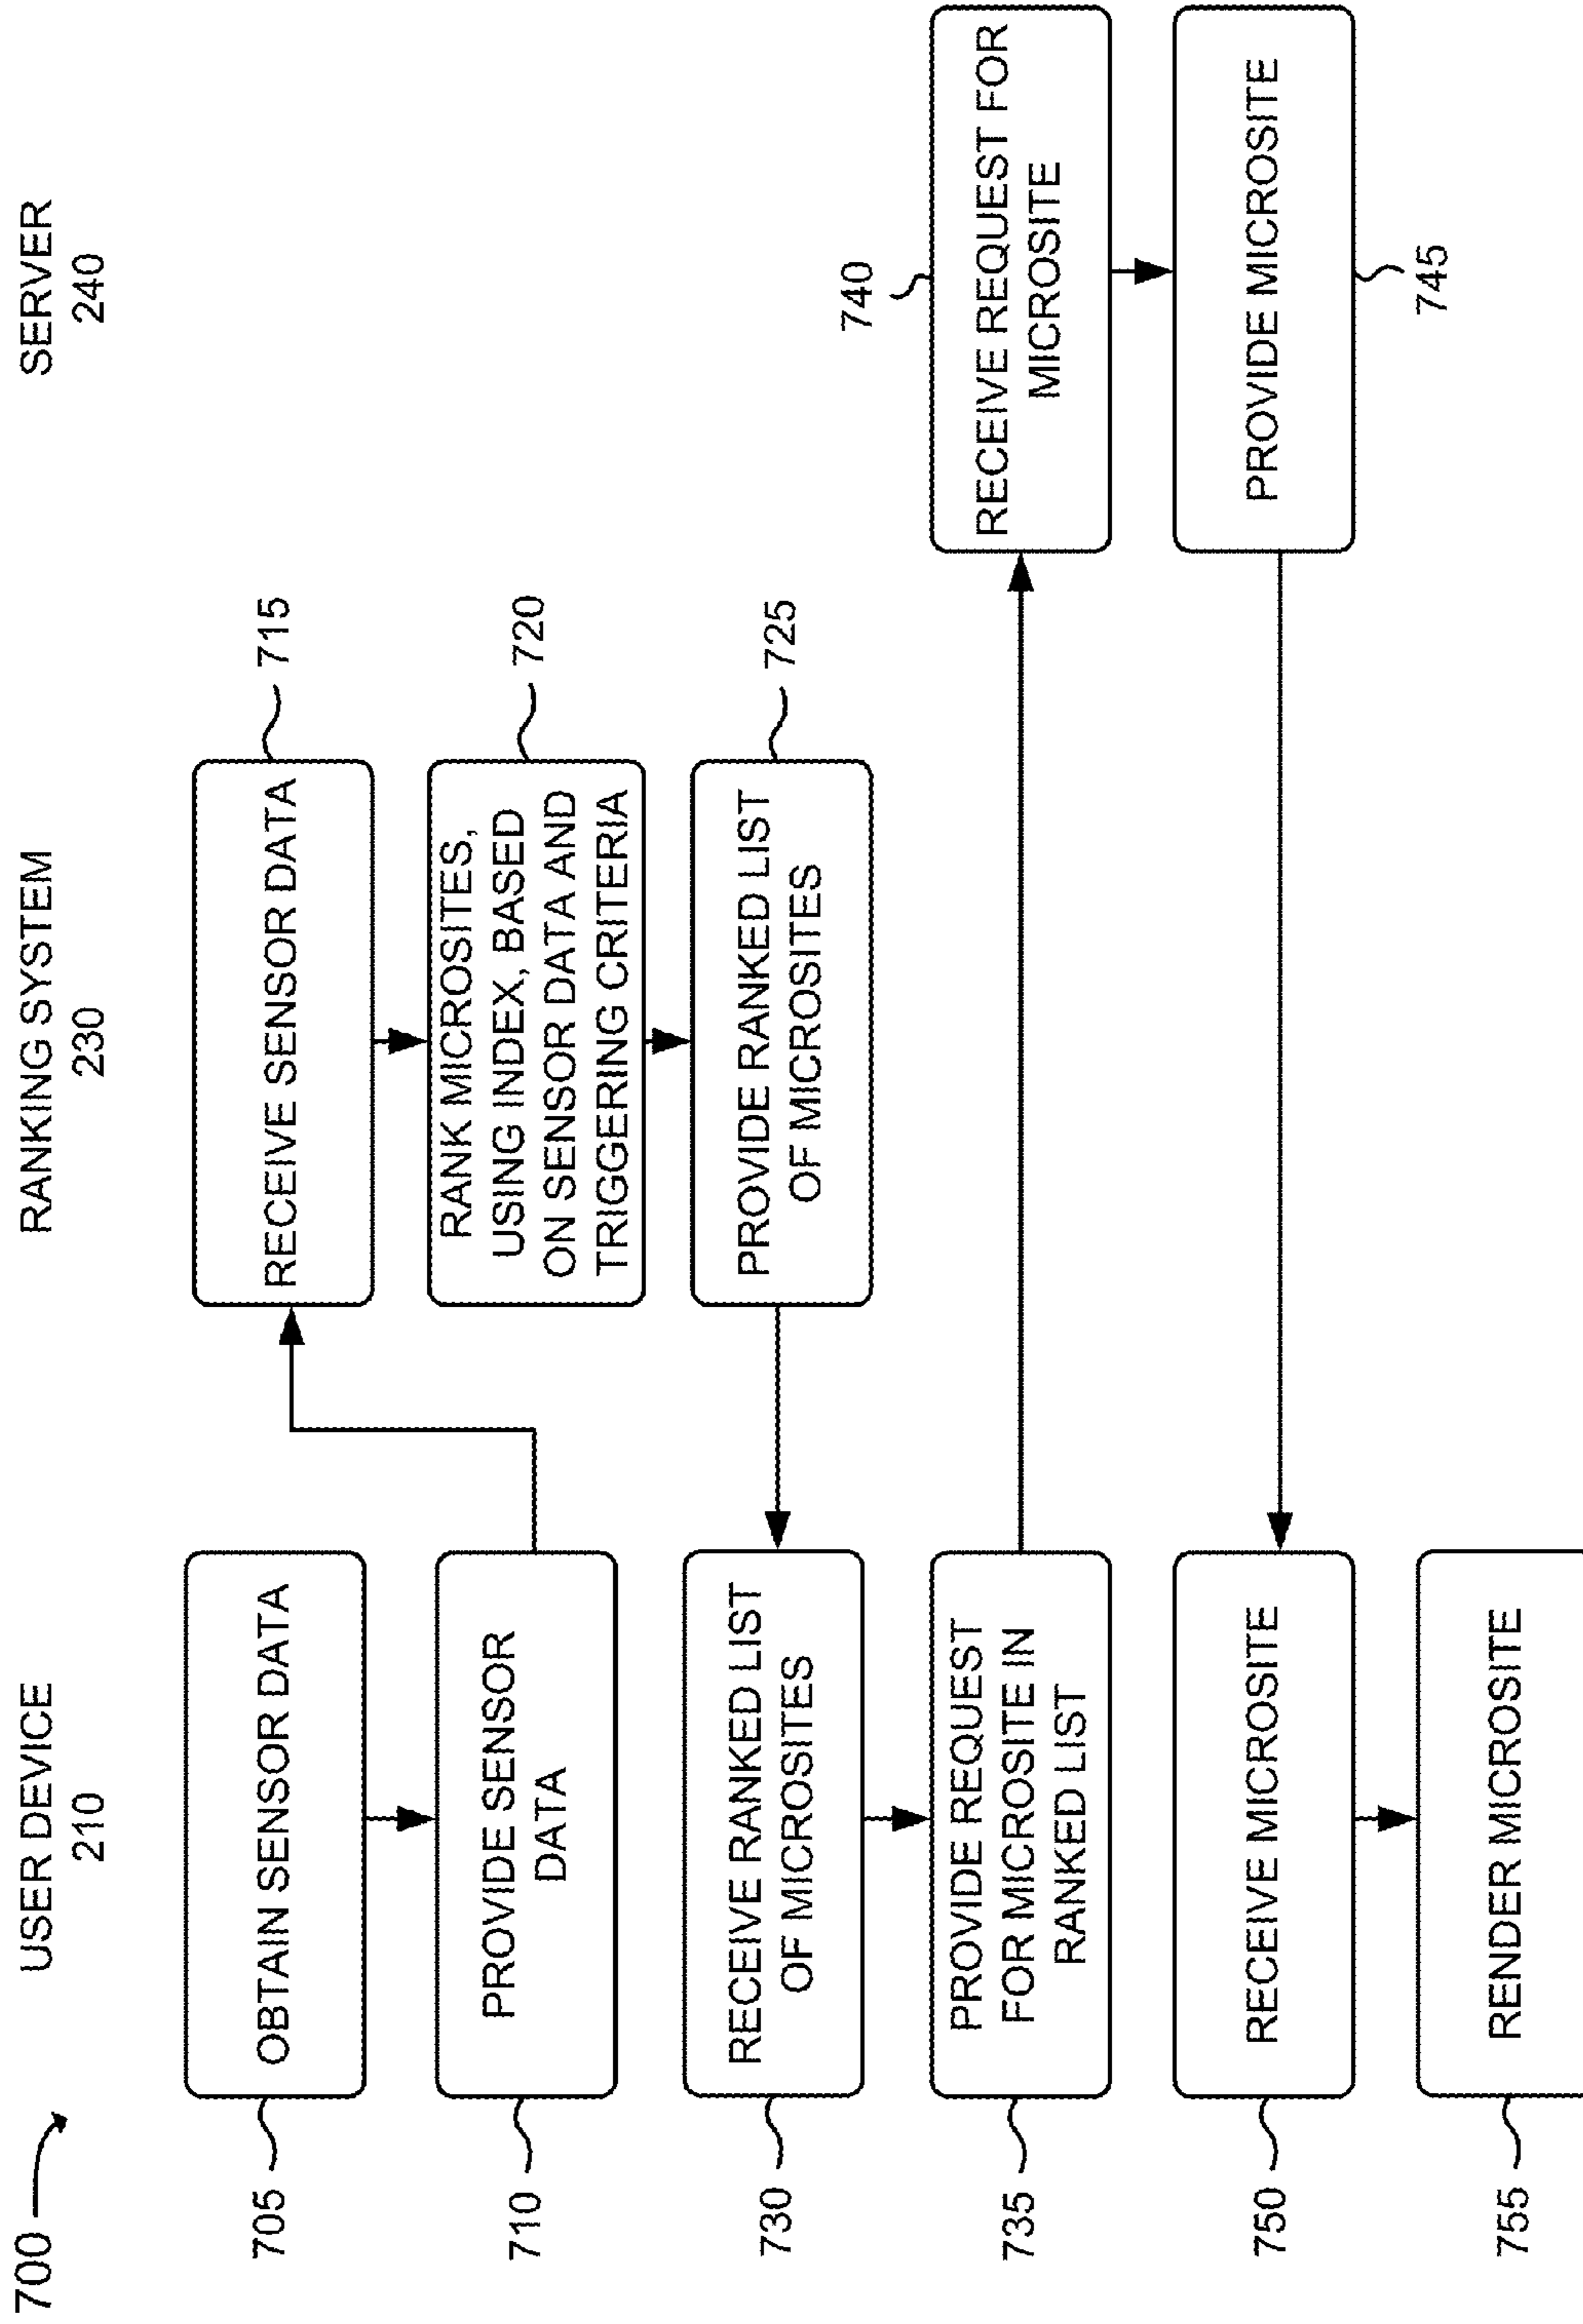 700
USER DEVICE
210
RANKING SYSTEM
230
SERVER
240
705
OBTAIN SENSOR DATA
710
PROVIDE SENSOR
DATA
RECEIVE SENSOR DATA
715
RANK MICROSITES,
USING INDEX, BASED
ON SENSOR DATA AND
TRIGGERING CRITERIA
720
PROVIDE RANKED LIST
OF MICROSITES
725
730
RECEIVE RANKED LIST
OF MICROSITES
735
PROVIDE REQUEST
FOR MICROSITE IN
RANKED LIST
740
RECEIVE REQUEST FOR
MICROSITE
PROVIDE MICROSITE
745
750
RECEIVE MICROSITE
755
RENDER MICROSITE